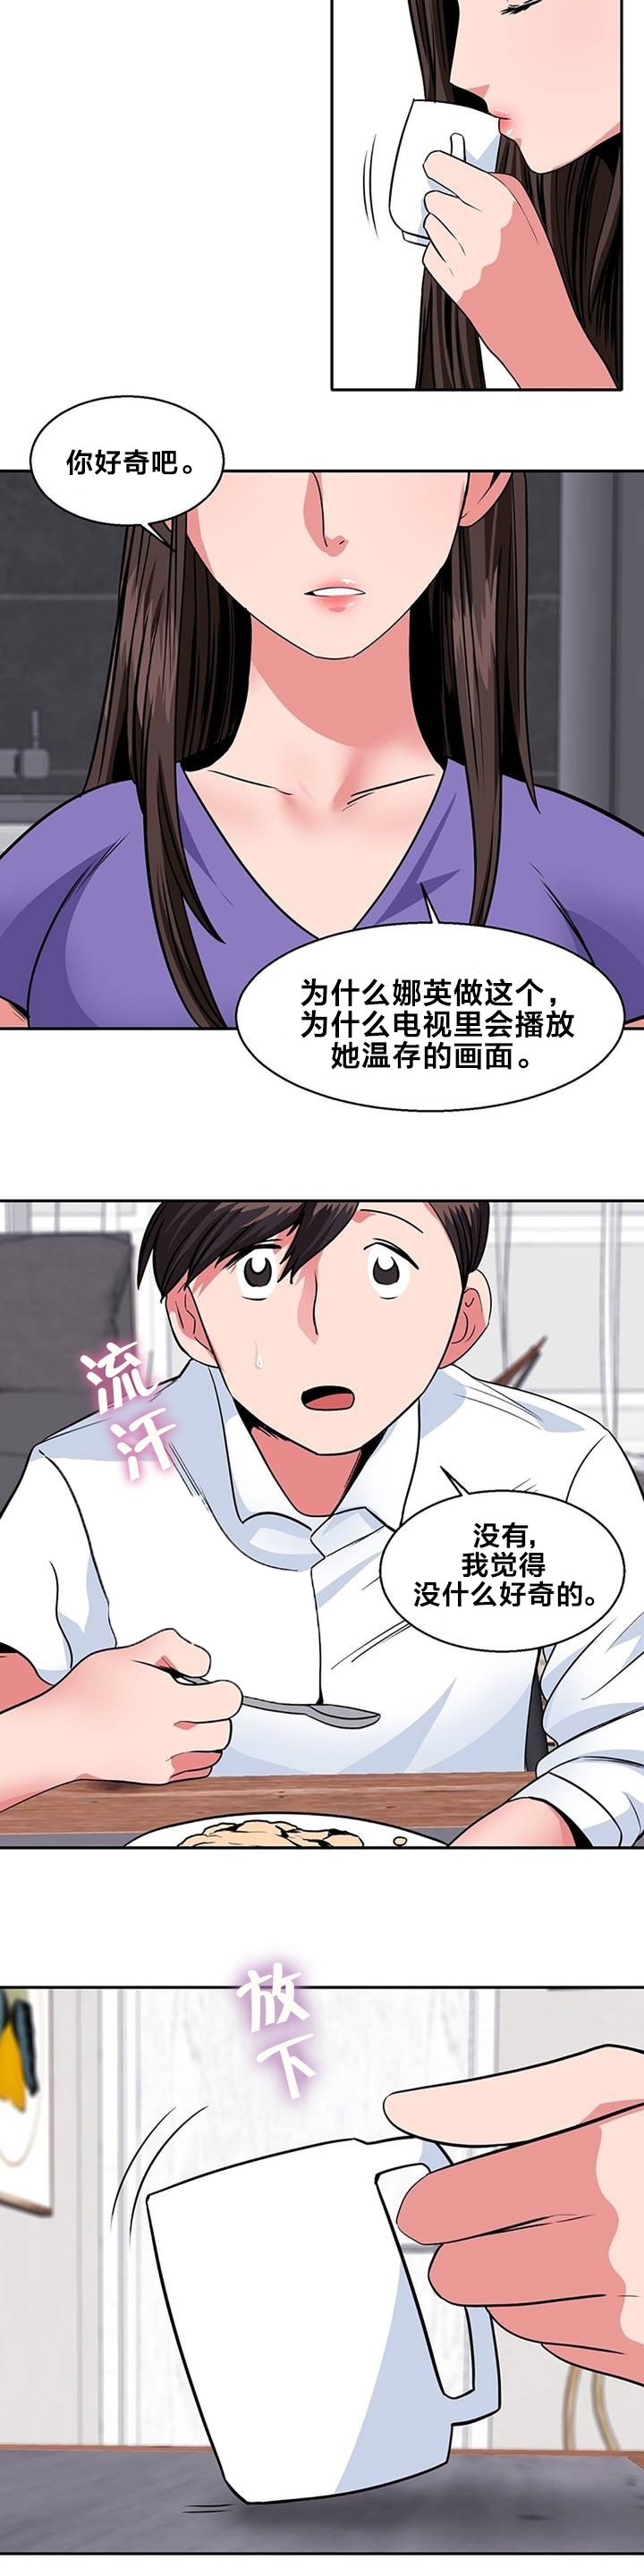 你好奇吧。
为什么娜英做这个，
为什么电视里会播放
她温存的画面。
流
汗
没有,
我觉得
没什么好奇的。
放
下